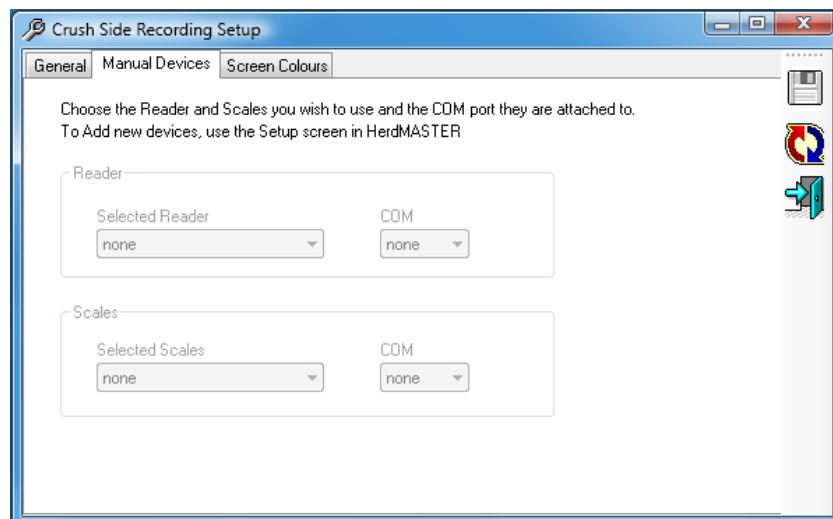 Crush Side Recording Setup
General Manual Devices Screen Colours
Choose the Reader and Scales you wish to use and the COM port they are attached to.
To Add new devices, use the Setup screen in HerdMASTER
Reader
Selected Reader COM
none none
Scales
Selected Scales COM
none none